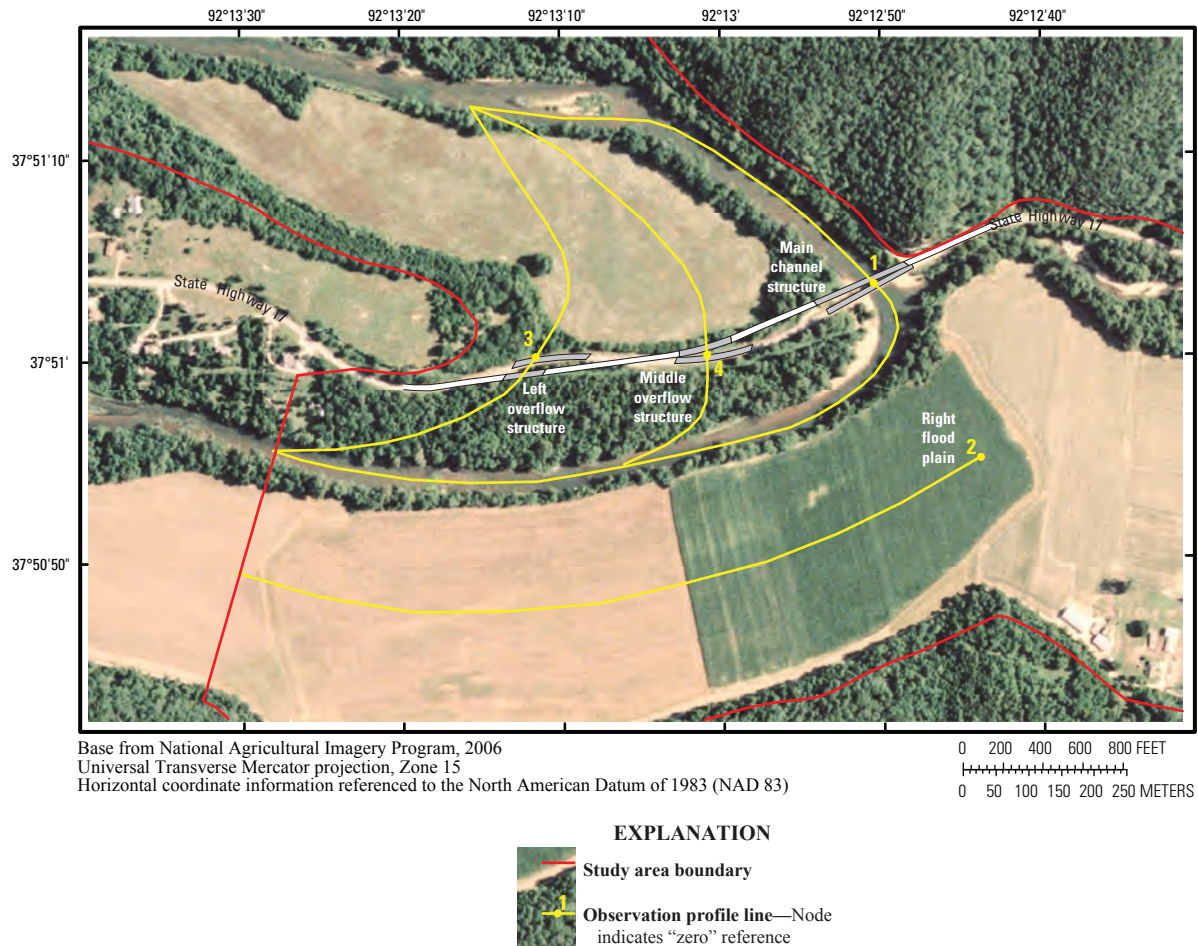 92°13'30"
92°13'20"
92°13'10"
92°13'
92°12'50"
92°12'40"
37°51'10"
37°51'
37°50'50"
State Highway 17
State Highway 17
Main
channel
structure
1
3
4
Left
overflow
structure
Middle
overflow
structure
Right
flood
plain
2
Base from National Agricultural Imagery Program, 2006
Universal Transverse Mercator projection, Zone 15
Horizontal coordinate information referenced to the North American Datum of 1983 (NAD 83)
0 200 400 600 800 FEET
0 50 100 150 200 250 METERS
EXPLANATION
Study area boundary
1
Observation profile line—Node
indicates “zero” reference